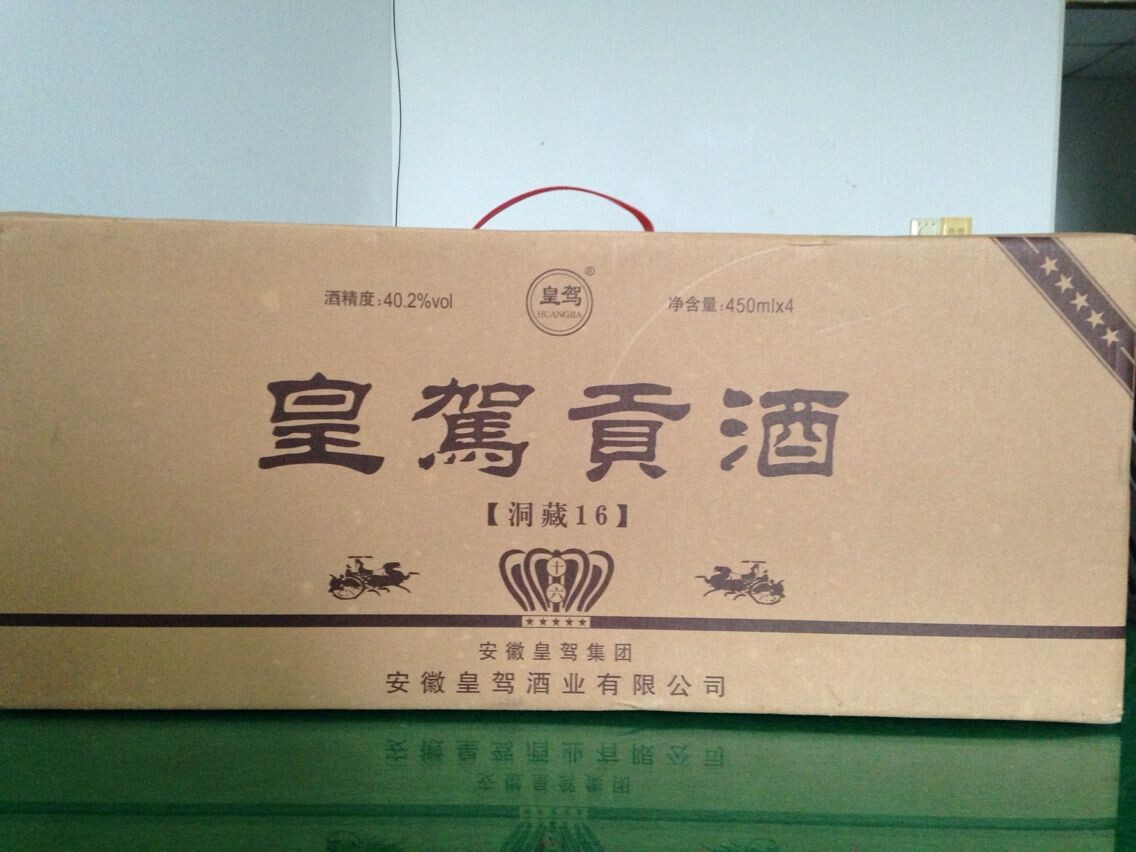 酒精度:40.2%vol
皇驾
®
HUANGJIA
净含量:450mlx4
皇駕貢酒
【洞藏16】
十
六
安徽皇驾集团
安徽皇驾酒业有限公司